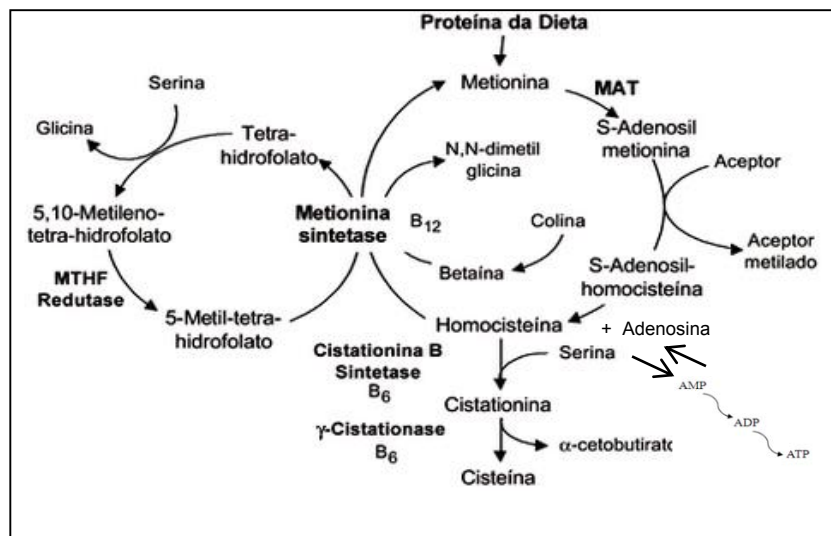 Proteína da Dieta
Metionina
MAT
S-Adenosil
metionina
Aceptor
Aceptor
metilado
S-Adenosil-
homocisteína
+ Adenosina
AMP
ADP
ATP
Serina
Glicina
Tetra-
hidrofolato
5,10-Metileno-
tetra-hidrofolato
MTHF
Redutase
5-Metil-tetra-
hidrofolato
N,N-dimetil
glicina
Metionina
sintetase
B12
Colina
Betaína
Homocisteína
Serina
Cistationina B
Sintetase
B6
Cistationina
γ-Cistationase
B6
α-cetobutirato
Cisteína